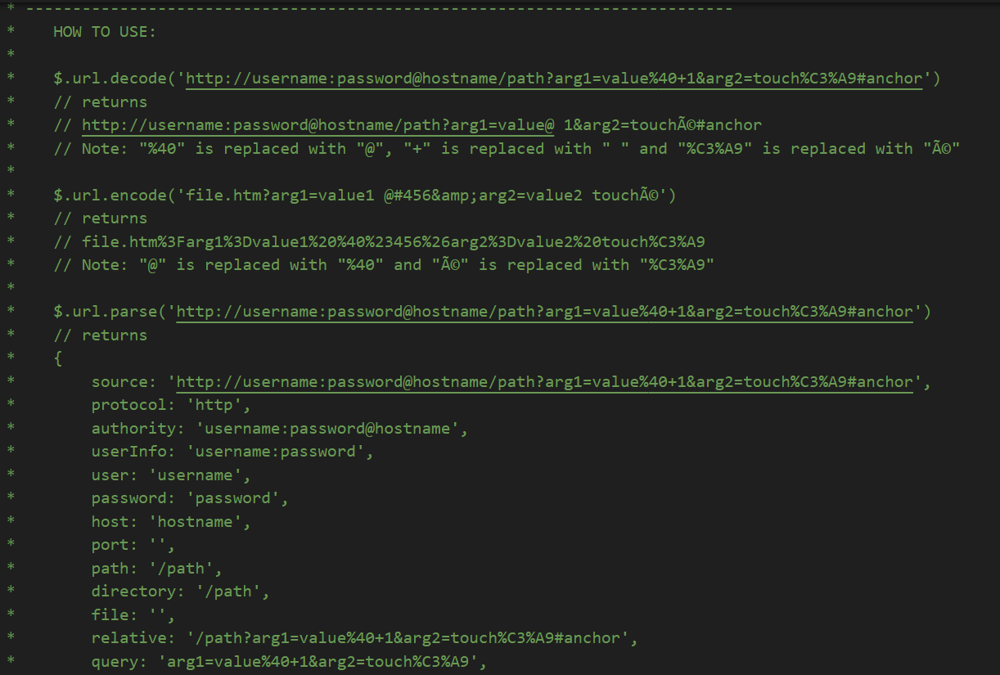 * --------------------------------------------------------------------------
*    HOW TO USE:
*
*    $.url.decode('http://username:password@hostname/path?arg1=value%40+1&arg2=touch%C3%A9#anchor')
*    // returns
*    // http://username:password@hostname/path?arg1=value@ 1&arg2=touchÃ©#anchor
*    // Note: "%40" is replaced with "@", "+" is replaced with " " and "%C3%A9" is replaced with "Ã©"
*
*    $.url.encode('file.htm?arg1=value1 @#456&amp;arg2=value2 touchÃ©')
*    // returns
*    // file.htm%3Farg1%3Dvalue1%20%40%23456%26arg2%3Dvalue2%20touch%C3%A9
*    // Note: "@" is replaced with "%40" and "Ã©" is replaced with "%C3%A9"
*
*    $.url.parse('http://username:password@hostname/path?arg1=value%40+1&arg2=touch%C3%A9#anchor')
*    // returns
*    {
*        source: 'http://username:password@hostname/path?arg1=value%40+1&arg2=touch%C3%A9#anchor',
*        protocol: 'http',
*        authority: 'username:password@hostname',
*        userInfo: 'username:password',
*        user: 'username',
*        password: 'password',
*        host: 'hostname',
*        port: '',
*        path: '/path',
*        directory: '/path',
*        file: '',
*        relative: '/path?arg1=value%40+1&arg2=touch%C3%A9#anchor',
*        query: 'arg1=value%40+1&arg2=touch%C3%A9',